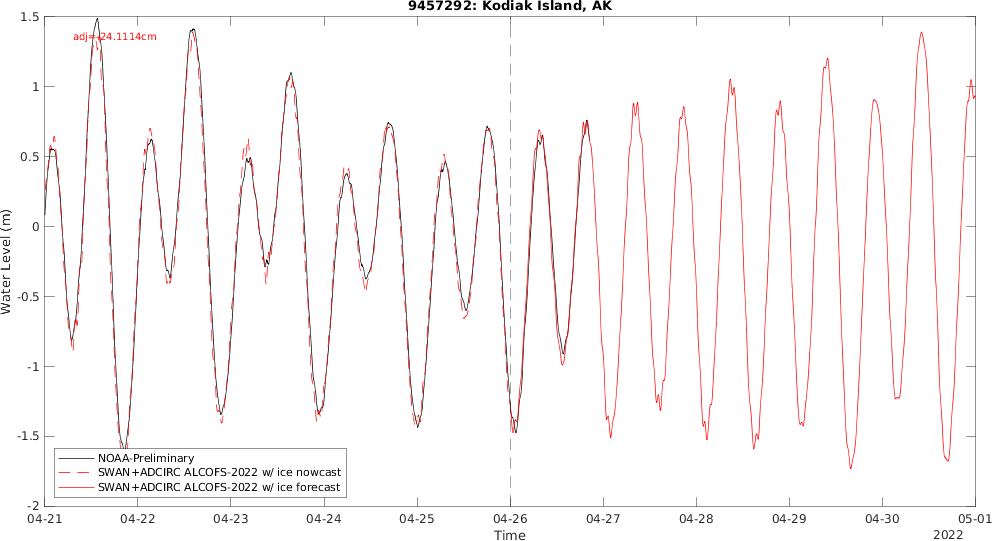 9457292: Kodiak Island, AK
adj=-24.1114cm
1.5
1
0.5
0
-0.5
-1
-1.5
-2
Water Level (m)
NOAA-Preliminary
SWAN+ADCIRC ALCOFS-2022 w/ ice nowcast
SWAN+ADCIRC ALCOFS-2022 w/ ice forecast
04-21 04-22 04-23 04-24 04-25 04-26 04-27 04-28 04-29 04-30 05-01
Time
2022